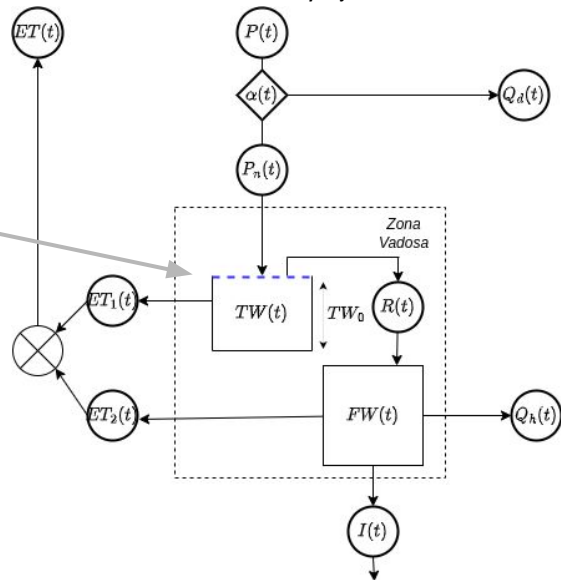 ET(t)
P(t)
α(t)
Q_d(t)
P_n(t)
Zona
Vadosa
ET_1(t)
TW(t)
TW_0
R(t)
ET_2(t)
FW(t)
Q_h(t)
I(t)